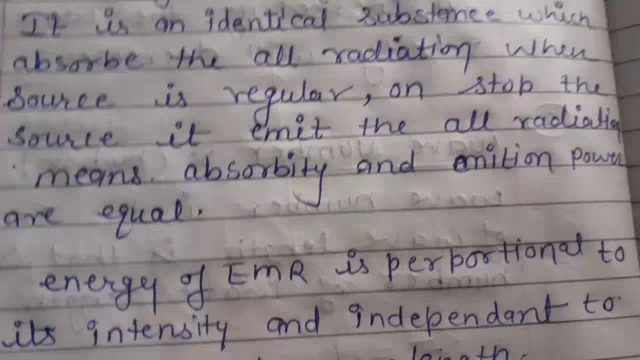 It is an identical substance which
absorbe the all radiation when
source is regular, on stop the
source it emit the all radiation
means absorbity and emition power
are equal.
energy of EMR is perportional to
its intensity and independant to
length.